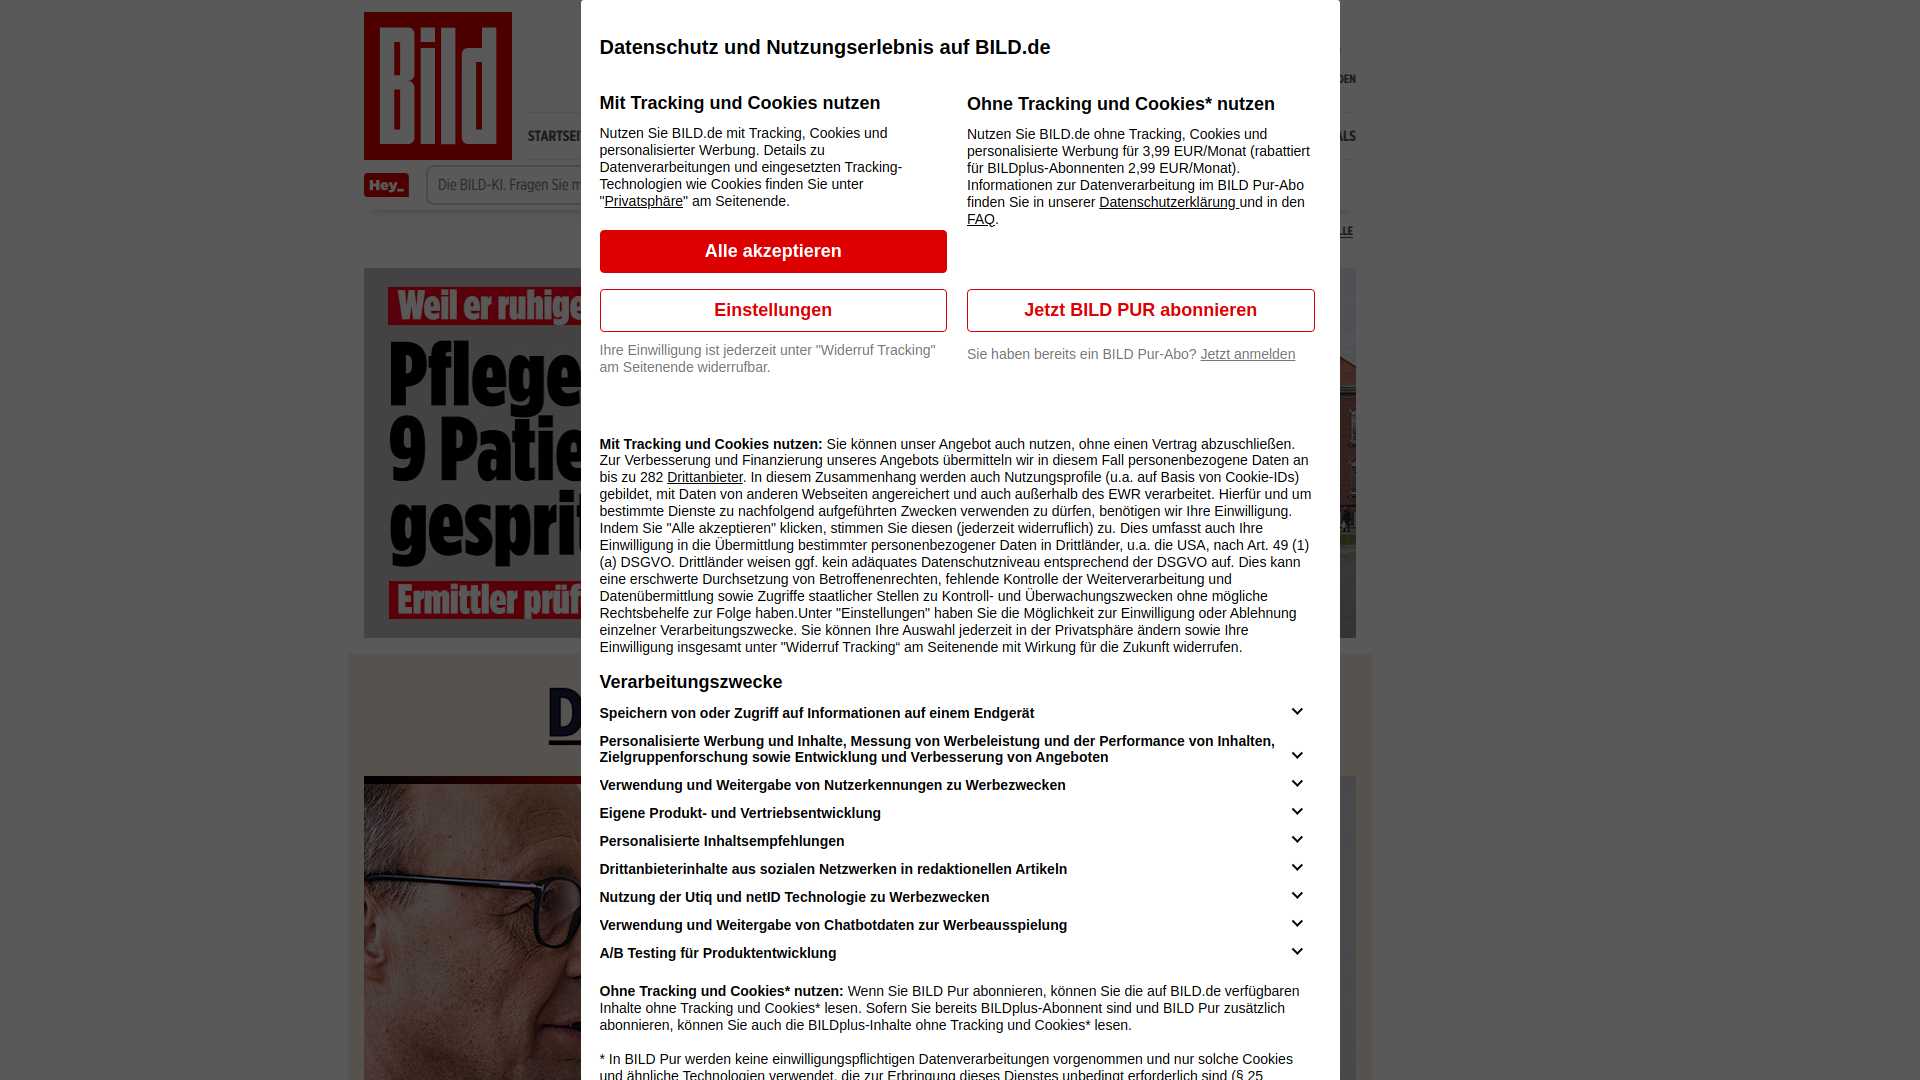 Bild
STARTSEI
DEN
ALS
Hey_
Die BILD-KI. Fragen Sie m
LLE
Weil er ruhige
Pflege
9 Patie
gesprit
Ermittler prüf
D
Datenschutz und Nutzungserlebnis auf BILD.de
Mit Tracking und Cookies nutzen
Nutzen Sie BILD.de mit Tracking, Cookies und
personalisierter Werbung. Details zu
Datenverarbeitungen und eingesetzten Tracking-
Technologien wie Cookies finden Sie unter
"Privatsphäre" am Seitenende.
Alle akzeptieren
Einstellungen
Ihre Einwilligung ist jederzeit unter "Widerruf Tracking"
am Seitenende widerrufbar.
Ohne Tracking und Cookies* nutzen
Nutzen Sie BILD.de ohne Tracking, Cookies und
personalisierte Werbung für 3,99 EUR/Monat (rabattiert
für BILDplus-Abonnenten 2,99 EUR/Monat).
Informationen zur Datenverarbeitung im BILD Pur-Abo
finden Sie in unserer Datenschutzerklärung und in den
FAQ.
Jetzt BILD PUR abonnieren
Sie haben bereits ein BILD Pur-Abo? Jetzt anmelden
Mit Tracking und Cookies nutzen: Sie können unser Angebot auch nutzen, ohne einen Vertrag abzuschließen.
Zur Verbesserung und Finanzierung unseres Angebots übermitteln wir in diesem Fall personenbezogene Daten an
bis zu 282 Drittanbieter. In diesem Zusammenhang werden auch Nutzungsprofile (u.a. auf Basis von Cookie-IDs)
gebildet, mit Daten von anderen Webseiten angereichert und auch außerhalb des EWR verarbeitet. Hierfür und um
bestimmte Dienste zu nachfolgend aufgeführten Zwecken verwenden zu dürfen, benötigen wir Ihre Einwilligung.
Indem Sie "Alle akzeptieren" klicken, stimmen Sie diesen (jederzeit widerruflich) zu. Dies umfasst auch Ihre
Einwilligung in die Übermittlung bestimmter personenbezogener Daten in Drittländer, u.a. die USA, nach Art. 49 (1)
(a) DSGVO. Drittländer weisen ggf. kein adäquates Datenschutzniveau entsprechend der DSGVO auf. Dies kann
eine erschwerte Durchsetzung von Betroffenenrechten, fehlende Kontrolle der Weiterverarbeitung und
Datenübermittlung sowie Zugriffe staatlicher Stellen zu Kontroll- und Überwachungszwecken ohne mögliche
Rechtsbehelfe zur Folge haben.Unter "Einstellungen" haben Sie die Möglichkeit zur Einwilligung oder Ablehnung
einzelner Verarbeitungszwecke. Sie können Ihre Auswahl jederzeit in der Privatsphäre ändern sowie Ihre
Einwilligung insgesamt unter "Widerruf Tracking“ am Seitenende mit Wirkung für die Zukunft widerrufen.
Verarbeitungszwecke
Speichern von oder Zugriff auf Informationen auf einem Endgerät
Personalisierte Werbung und Inhalte, Messung von Werbeleistung und der Performance von Inhalten,
Zielgruppenforschung sowie Entwicklung und Verbesserung von Angeboten
Verwendung und Weitergabe von Nutzerkennungen zu Werbezwecken
Eigene Produkt- und Vertriebsentwicklung
Personalisierte Inhaltsempfehlungen
Drittanbieterinhalte aus sozialen Netzwerken in redaktionellen Artikeln
Nutzung der Utiq und netID Technologie zu Werbezwecken
Verwendung und Weitergabe von Chatbotdaten zur Werbeausspielung
A/B Testing für Produktentwicklung
Ohne Tracking und Cookies* nutzen: Wenn Sie BILD Pur abonnieren, können Sie die auf BILD.de verfügbaren
Inhalte ohne Tracking und Cookies* lesen. Sofern Sie bereits BILDplus-Abonnent sind und BILD Pur zusätzlich
abonnieren, können Sie auch die BILDplus-Inhalte ohne Tracking und Cookies* lesen.
* In BILD Pur werden keine einwilligungspflichtigen Datenverarbeitungen vorgenommen und nur solche Cookies
und ähnliche Technologien verwendet, die zur Erbringung dieses Dienstes unbedingt erforderlich sind (§ 25